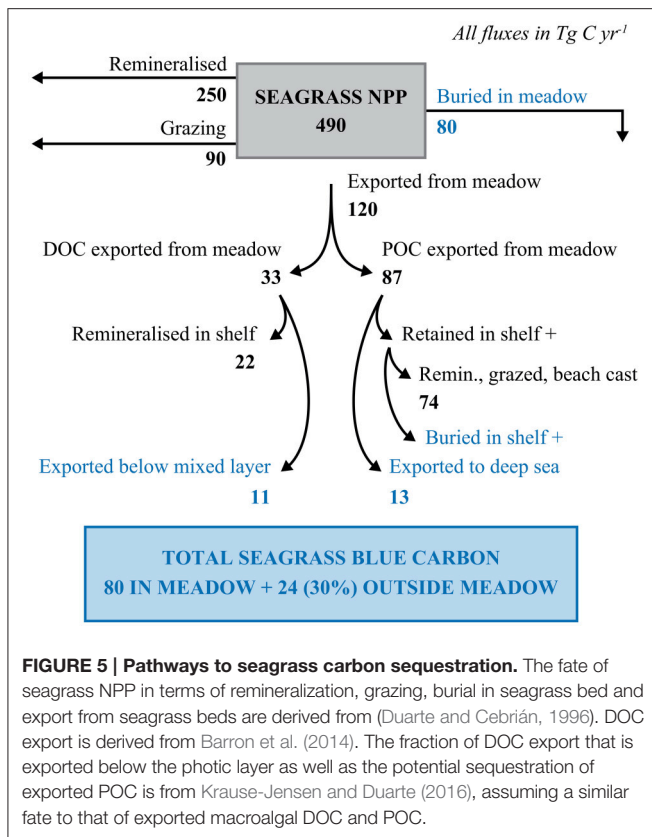 All fluxes in Tg C yr-1
Remineralised
250
SEAGRASS NPP
490
Buried in meadow
80
Grazing
90
Exported from meadow
120
DOC exported from meadow
33
POC exported from meadow
87
Remineralised in shelf
22
Retained in shelf +
Remin., grazed, beach cast
74
Buried in shelf +
Exported below mixed layer
11
Exported to deep sea
13
TOTAL SEAGRASS BLUE CARBON
80 IN MEADOW + 24 (30%) OUTSIDE MEADOW
FIGURE 5 | Pathways to seagrass carbon sequestration. The fate of
seagrass NPP in terms of remineralization, grazing, burial in seagrass bed and
export from seagrass beds are derived from (Duarte and Cebrián, 1996). DOC
export is derived from Barron et al. (2014). The fraction of DOC export that is
exported below the photic layer as well as the potential sequestration of
exported POC is from Krause-Jensen and Duarte (2016), assuming a similar
fate to that of exported macroalgal DOC and POC.